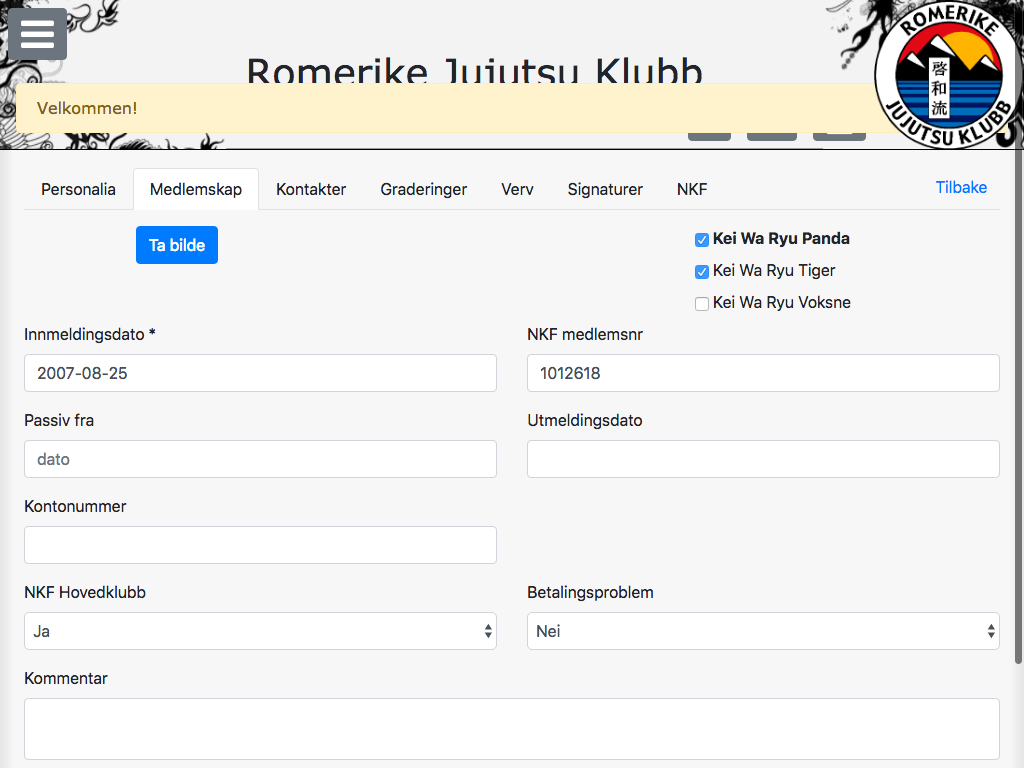 Romerike Jujutsu Klubb
ROMERIKE
啓和流
JUJUTSU KLUBB
Velkommen!
Personalia
Medlemskap
Kontakter
Graderinger
Verv
Signaturer
NKF
Tilbake
Ta bilde
Kei Wa Ryu Panda
Kei Wa Ryu Tiger
Kei Wa Ryu Voksne
Innmeldingsdato *
NKF medlemsnr
2007-08-25
1012618
Passiv fra
Utmeldingsdato
dato
Kontonummer
NKF Hovedklubb
Betalingsproblem
Ja
Nei
Kommentar